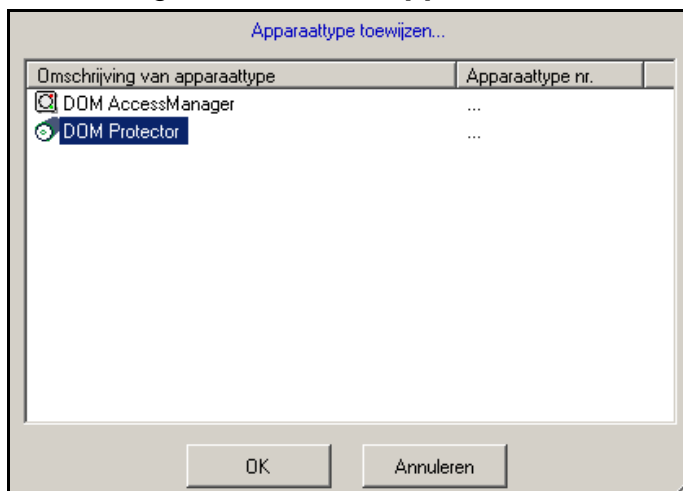 Apparaattype toewijzen...
Omschrijving van apparaattype Apparaattype nr.
DOM AccessManager ...
DOM Protector ...
OK Annuleren